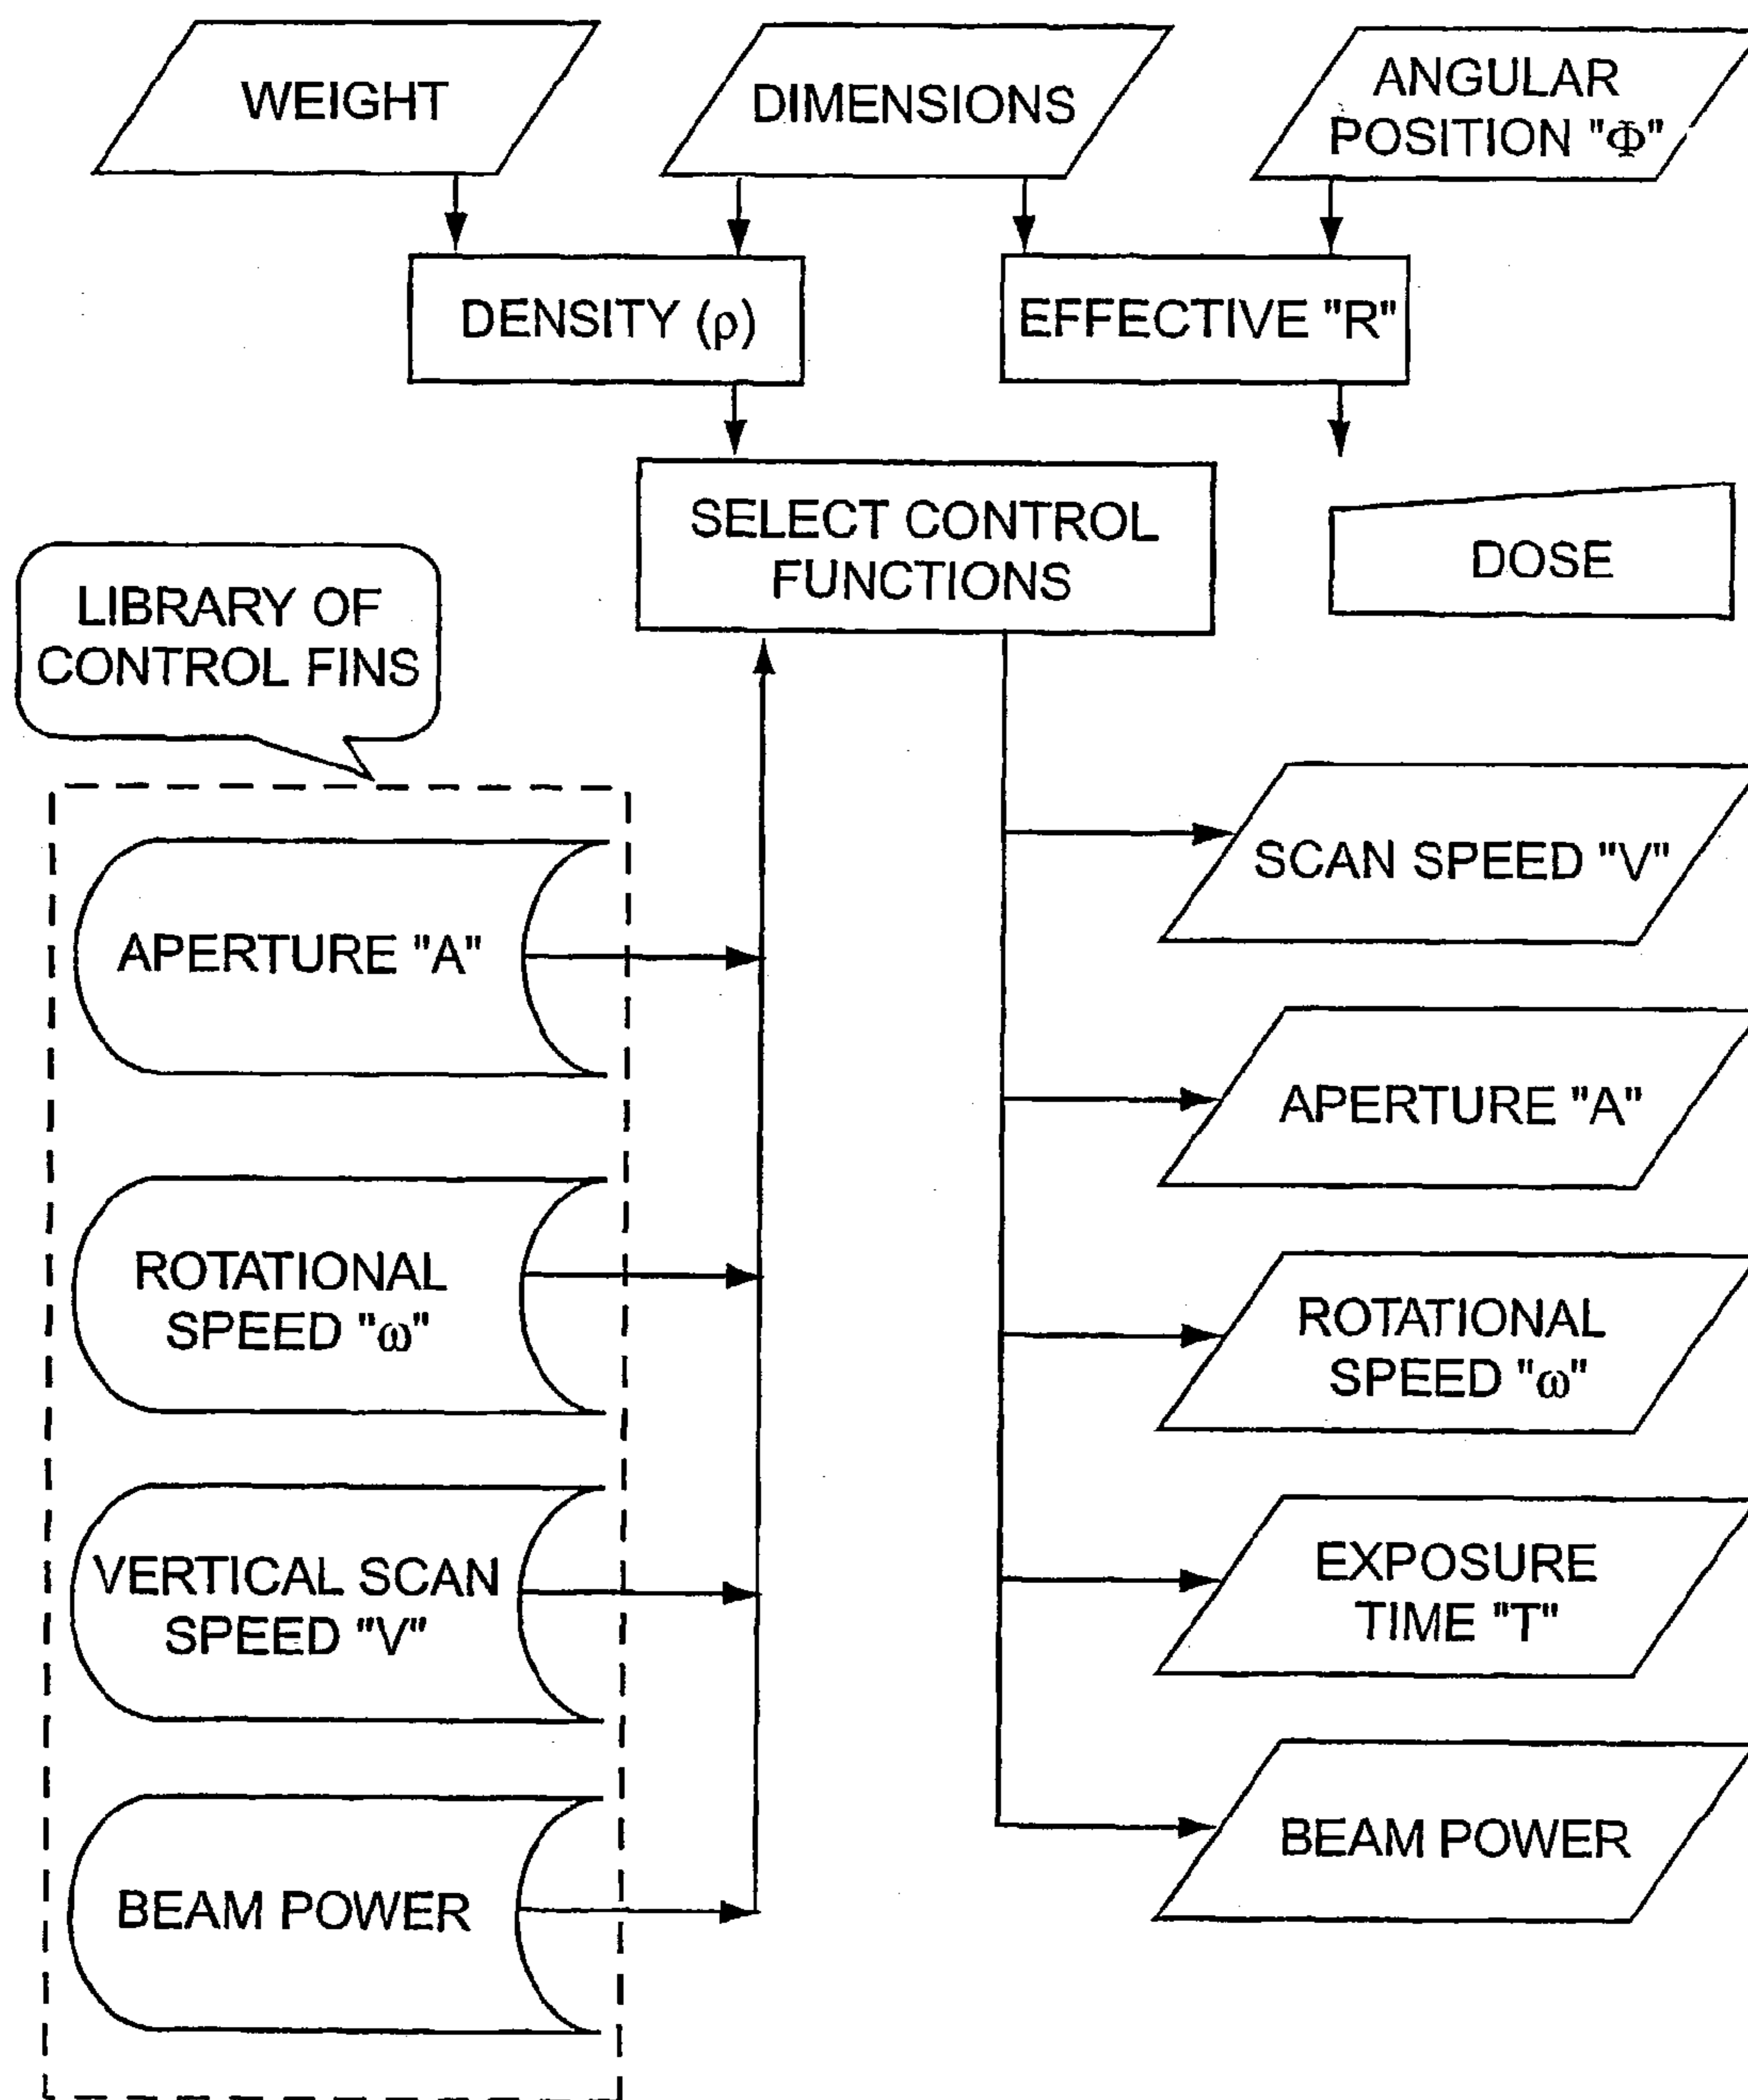 WEIGHT
DIMENSIONS
ANGULAR
POSITION "Φ"
DENSITY (ρ)
EFFECTIVE "R"
SELECT CONTROL
FUNCTIONS
DOSE
LIBRARY OF
CONTROL FINS
APERTURE "A"
ROTATIONAL
SPEED "ω"
VERTICAL SCAN
SPEED "V"
BEAM POWER
SCAN SPEED "V"
APERTURE "A"
ROTATIONAL
SPEED "ω"
EXPOSURE
TIME "T"
BEAM POWER